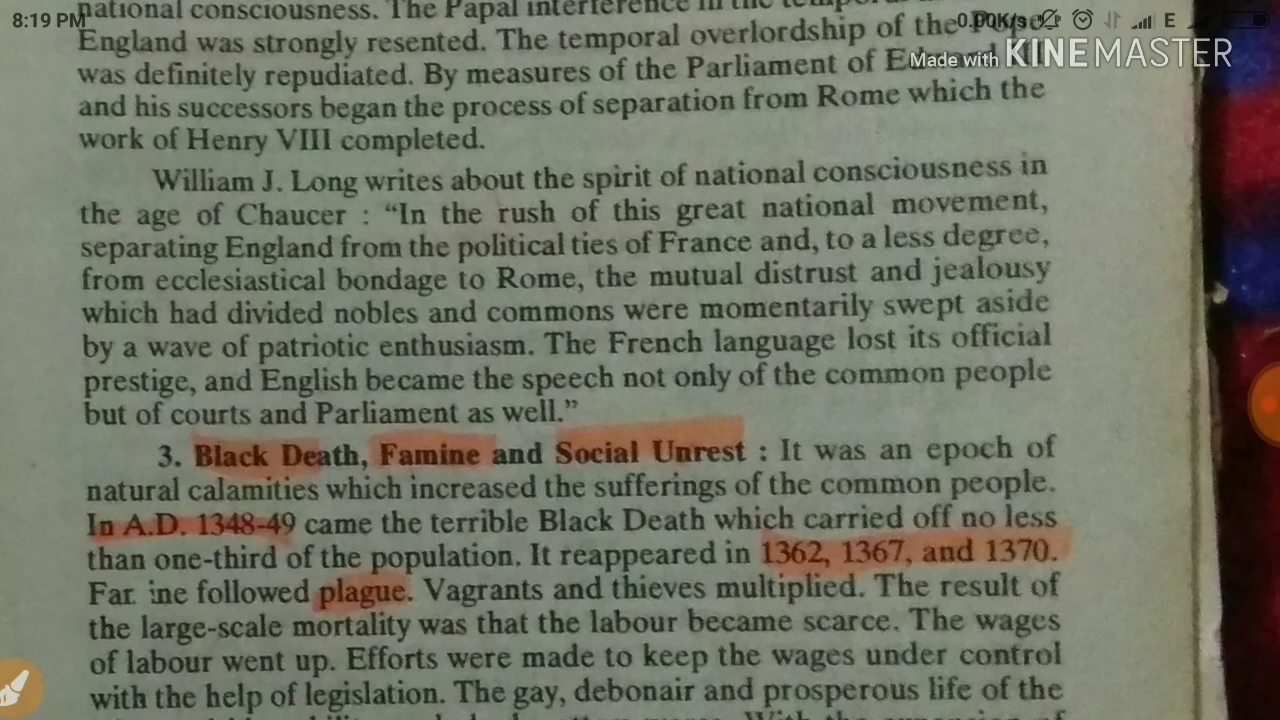 8:19 PM
0.00K/s
E
Made with KINEMASTER
national consciousness. The Papal interference in the
England was strongly resented. The temporal overlordship of the Pope
was definitely repudiated. By measures of the Parliament of
and his successors began the process of separation from Rome which the
work of Henry VIII completed.
William J. Long writes about the spirit of national consciousness in
the age of Chaucer : “In the rush of this great national movement,
separating England from the political ties of France and, to a less degree,
from ecclesiastical bondage to Rome, the mutual distrust and jealousy
which had divided nobles and commons were momentarily swept aside
by a wave of patriotic enthusiasm. The French language lost its official
prestige, and English became the speech not only of the common people
but of courts and Parliament as well.”
3. Black Death, Famine and Social Unrest : It was an epoch of
natural calamities which increased the sufferings of the common people.
In A.D. 1348-49 came the terrible Black Death which carried off no less
than one-third of the population. It reappeared in 1362, 1367, and 1370.
Far ine followed plague. Vagrants and thieves multiplied. The result of
the large-scale mortality was that the labour became scarce. The wages
of labour went up. Efforts were made to keep the wages under control
with the help of legislation. The gay, debonair and prosperous life of the